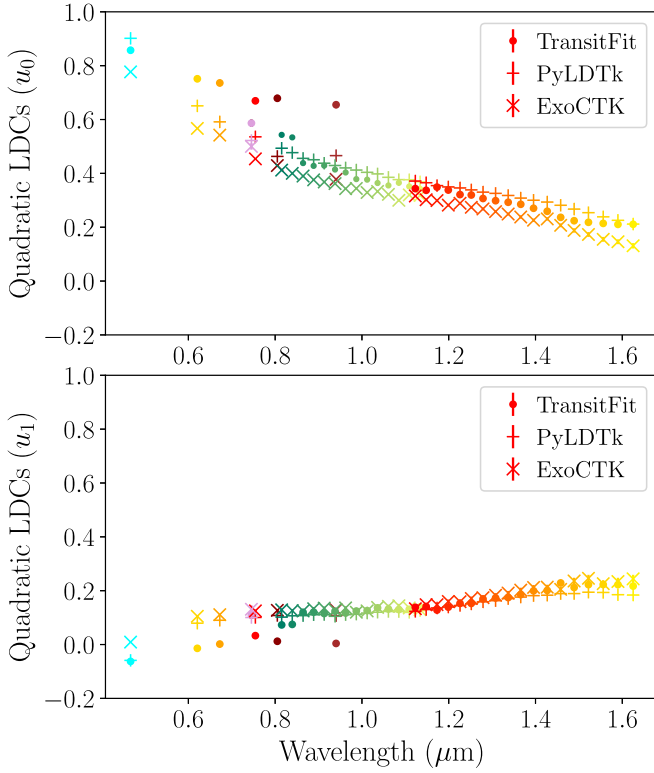 1.0
0.8
0.6
0.4
0.2
0.0
−0.2
Quadratic LDCs (u₀)
TransitFit
PyLDTk
ExoCTK
0.6 0.8 1.0 1.2 1.4 1.6
1.0
0.8
0.6
0.4
0.2
0.0
−0.2
Quadratic LDCs (u₁)
TransitFit
PyLDTk
ExoCTK
0.6 0.8 1.0 1.2 1.4 1.6
Wavelength (μm)